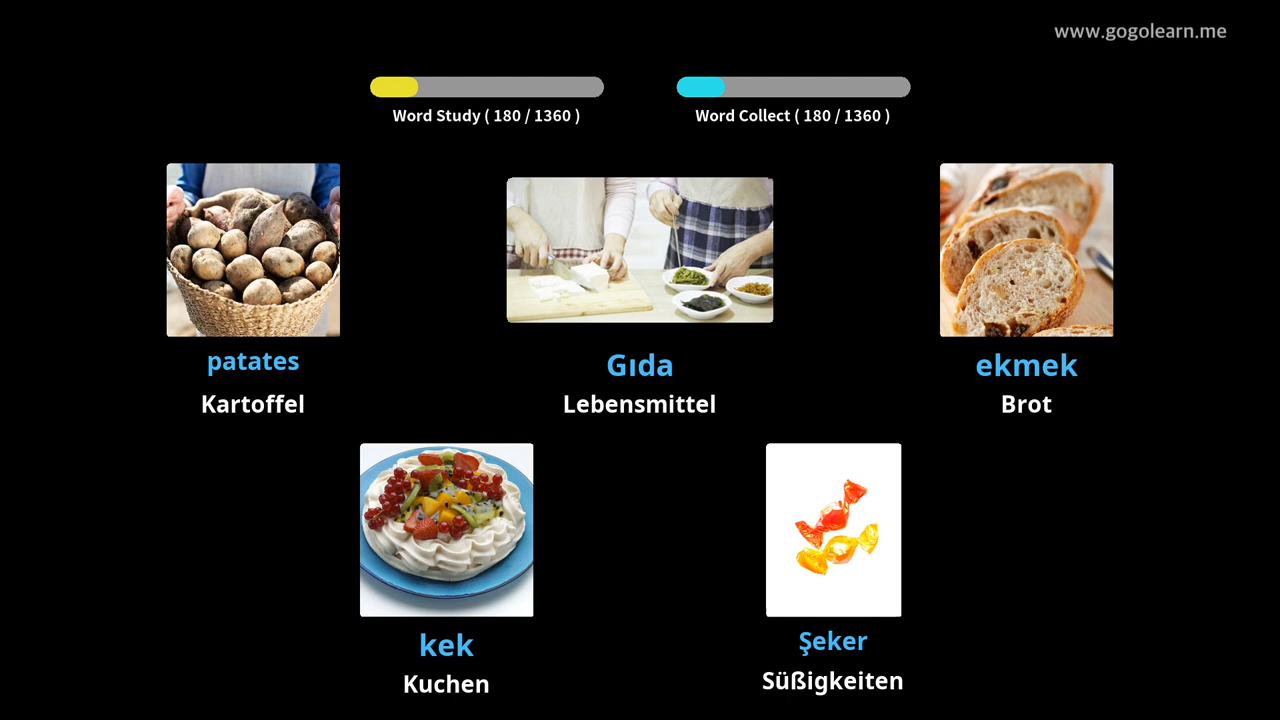 www.gogolearn.me
Word Study ( 180 / 1360 )
Word Collect ( 180 / 1360 )
patates
Kartoffel
Gıda
Lebensmittel
ekmek
Brot
kek
Kuchen
Şeker
Süßigkeiten